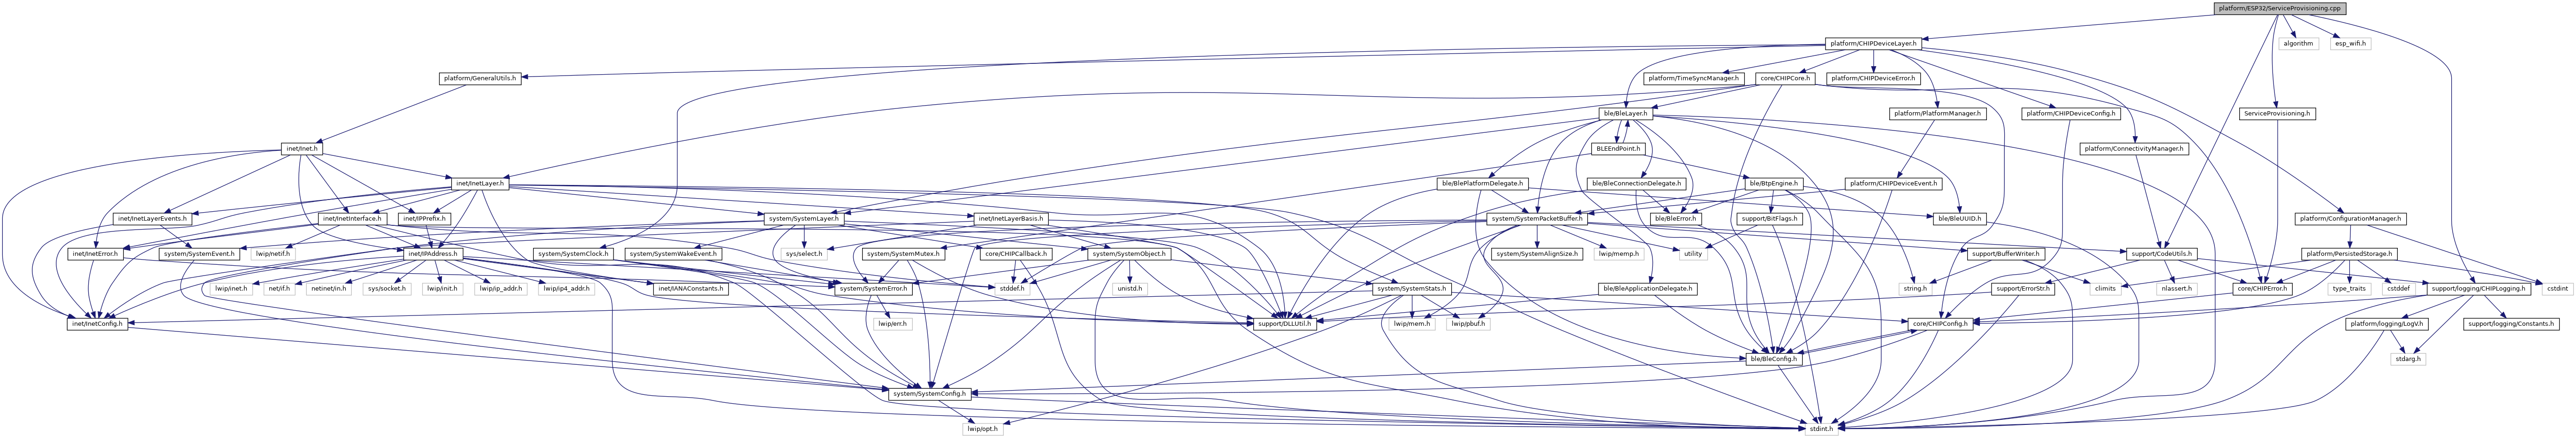 platform/ESP32/ServiceProvisioning.cpp
platform/CHIPDeviceLayer.h
algorithm
esp_wifi.h
platform/GeneralUtils.h
platform/TimeSyncManager.h
core/CHIPCore.h
platform/CHIPDeviceError.h
ble/BleLayer.h
platform/PlatformManager.h
platform/CHIPDeviceConfig.h
ServiceProvisioning.h
inet/Inet.h
BLEEndPoint.h
platform/ConnectivityManager.h
inet/InetLayer.h
ble/BlePlatformDelegate.h
ble/BleConnectionDelegate.h
ble/BtpEngine.h
platform/CHIPDeviceEvent.h
inet/InetLayerEvents.h
inet/InetInterface.h
inet/IPPrefix.h
system/SystemLayer.h
inet/InetLayerBasis.h
system/SystemPacketBuffer.h
ble/BleError.h
support/BitFlags.h
ble/BleUUID.h
platform/ConfigurationManager.h
inet/InetError.h
system/SystemEvent.h
lwip/netif.h
inet/IPAddress.h
system/SystemClock.h
system/SystemWakeEvent.h
sys/select.h
system/SystemMutex.h
core/CHIPCallback.h
system/SystemObject.h
system/SystemAlignSize.h
lwip/memp.h
utility
support/BufferWriter.h
support/CodeUtils.h
platform/PersistedStorage.h
lwip/inet.h
net/if.h
netinet/in.h
sys/socket.h
lwip/init.h
lwip/ip_addr.h
lwip/ip4_addr.h
inet/IANAConstants.h
system/SystemError.h
stddef.h
unistd.h
system/SystemStats.h
ble/BleApplicationDelegate.h
string.h
support/ErrorStr.h
climits
nlassert.h
core/CHIPError.h
type_traits
cstddef
support/logging/CHIPLogging.h
cstdint
inet/InetConfig.h
lwip/err.h
support/DLLUtil.h
lwip/mem.h
lwip/pbuf.h
core/CHIPConfig.h
platform/logging/LogV.h
support/logging/Constants.h
ble/BleConfig.h
stdarg.h
system/SystemConfig.h
lwip/opt.h
stdint.h